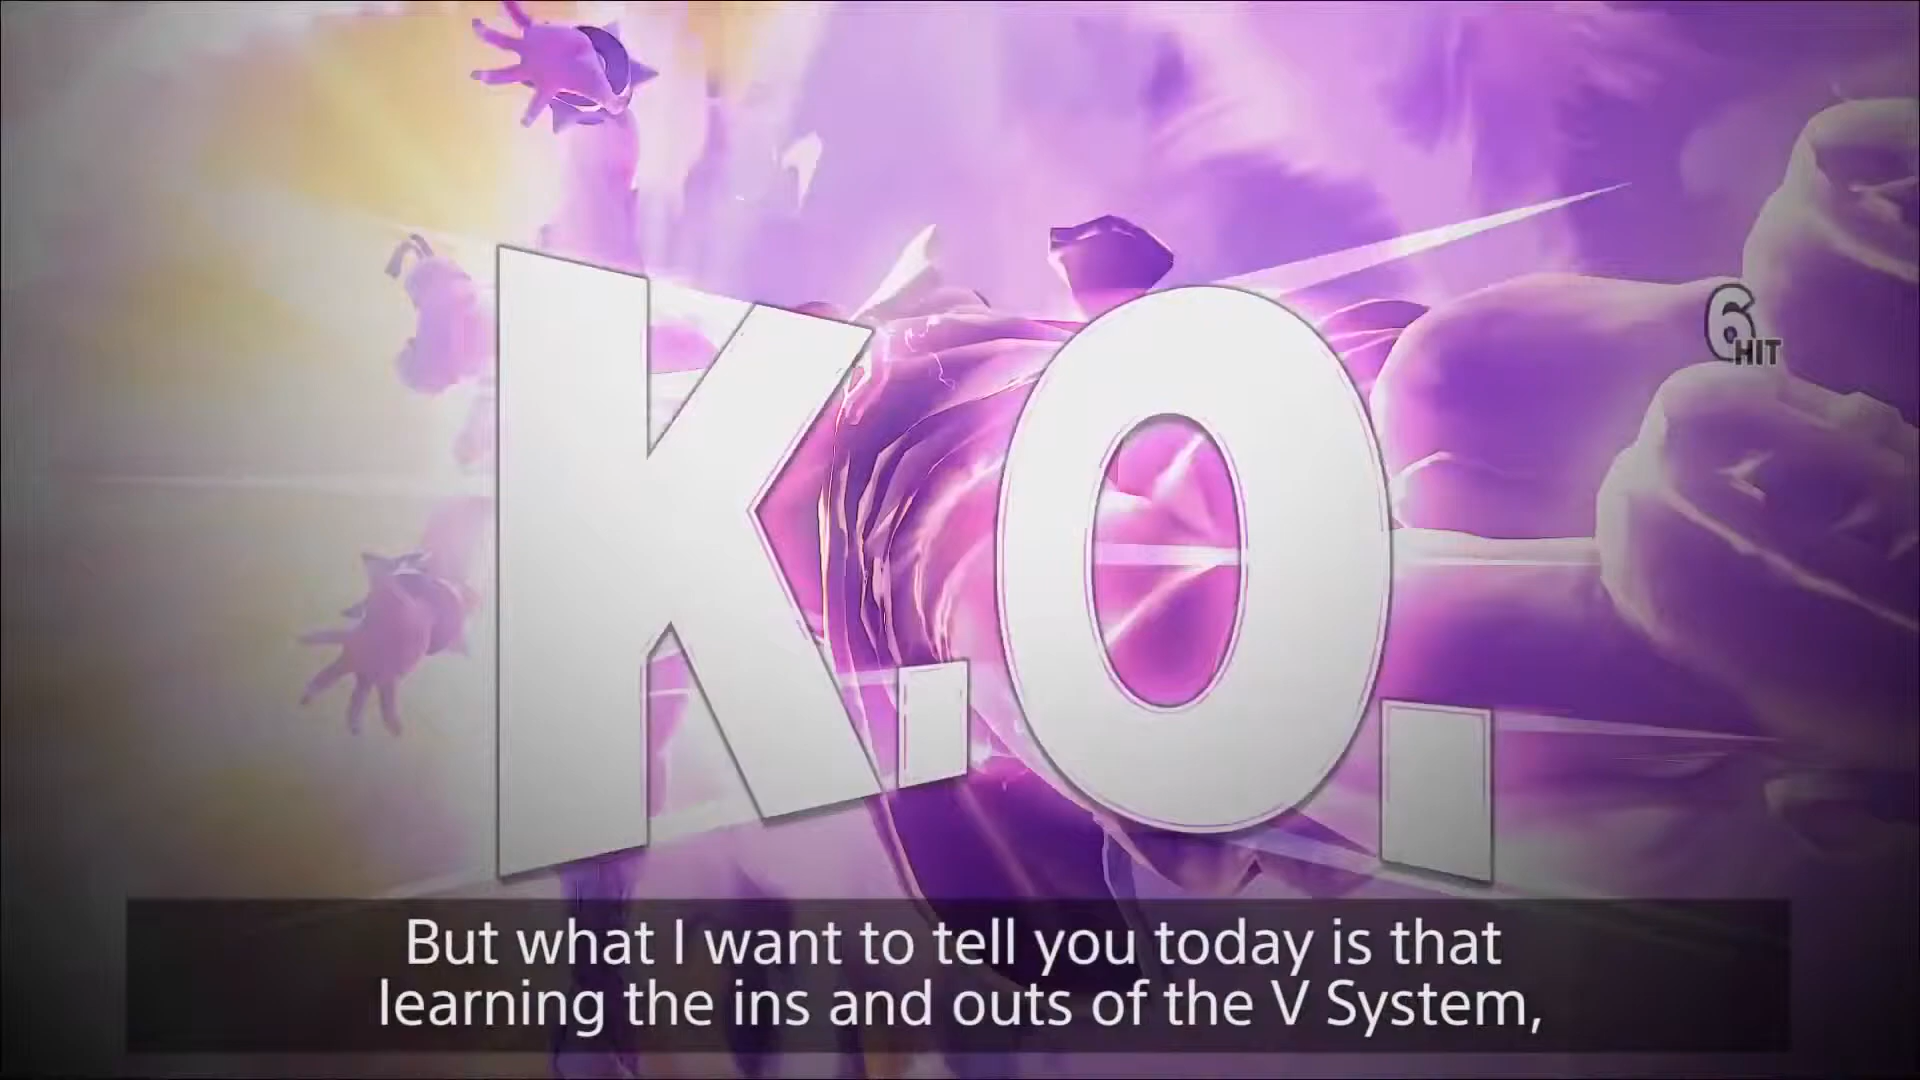 K.O.
6
HIT
But what I want to tell you today is that
learning the ins and outs of the V System,